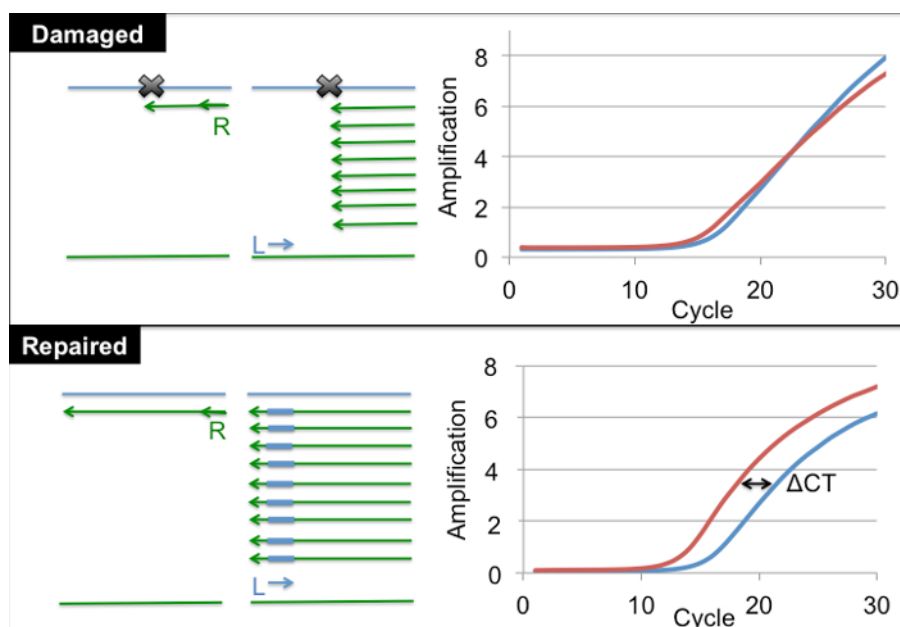 Damaged
R
L
Amplification
8
6
4
2
0
0 10 20 30
Cycle
Repaired
R
L
Amplification
8
6
4
2
0
ΔCT
0 10 20 30
Cycle